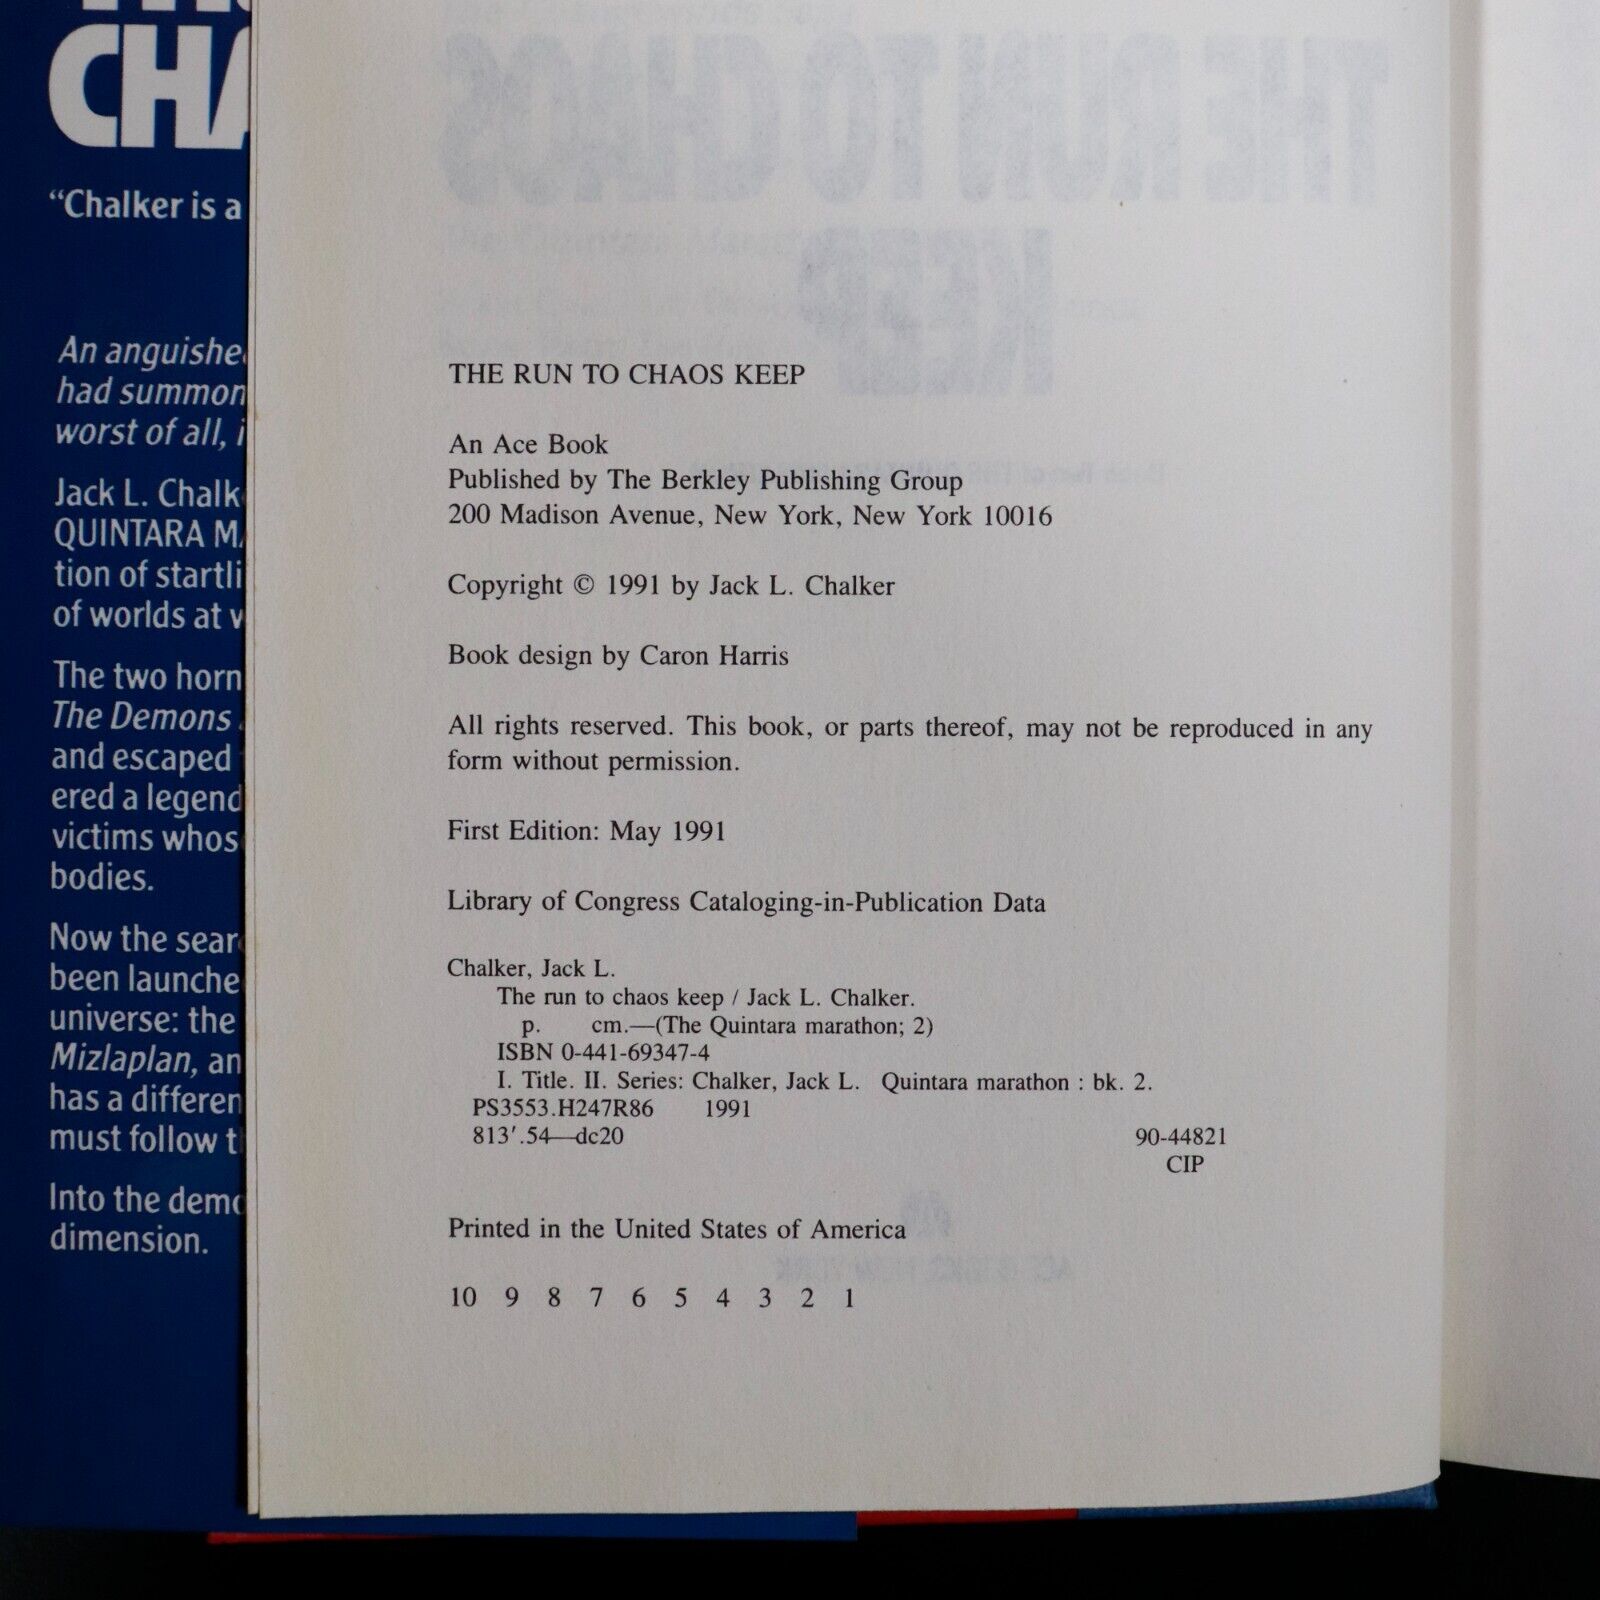 CHA
“Chalker is a
An anguishe
had summon
worst of all, i
Jack L. Chalk
QUINTARA MA
tion of startli
of worlds at w
The two horn
The Demons
and escaped
ered a legend
victims whos
bodies.
Now the sear
been launche
universe: the
Mizlaplan, an
has a differen
must follow t
Into the demo
dimension.
THE RUN TO CHAOS
KEEP
THE RUN TO CHAOS KEEP
An Ace Book
Published by The Berkley Publishing Group
200 Madison Avenue, New York, New York 10016
Copyright © 1991 by Jack L. Chalker
Book design by Caron Harris
All rights reserved. This book, or parts thereof, may not be reproduced in any
form without permission.
First Edition: May 1991
Library of Congress Cataloging-in-Publication Data
Chalker, Jack L.
The run to chaos keep / Jack L. Chalker.
p. cm.—(The Quintara marathon; 2)
ISBN 0-441-69347-4
I. Title. II. Series: Chalker, Jack L. Quintara marathon : bk. 2.
PS3553.H247R86 1991
813′.54—dc20 90-44821
CIP
Printed in the United States of America
10 9 8 7 6 5 4 3 2 1